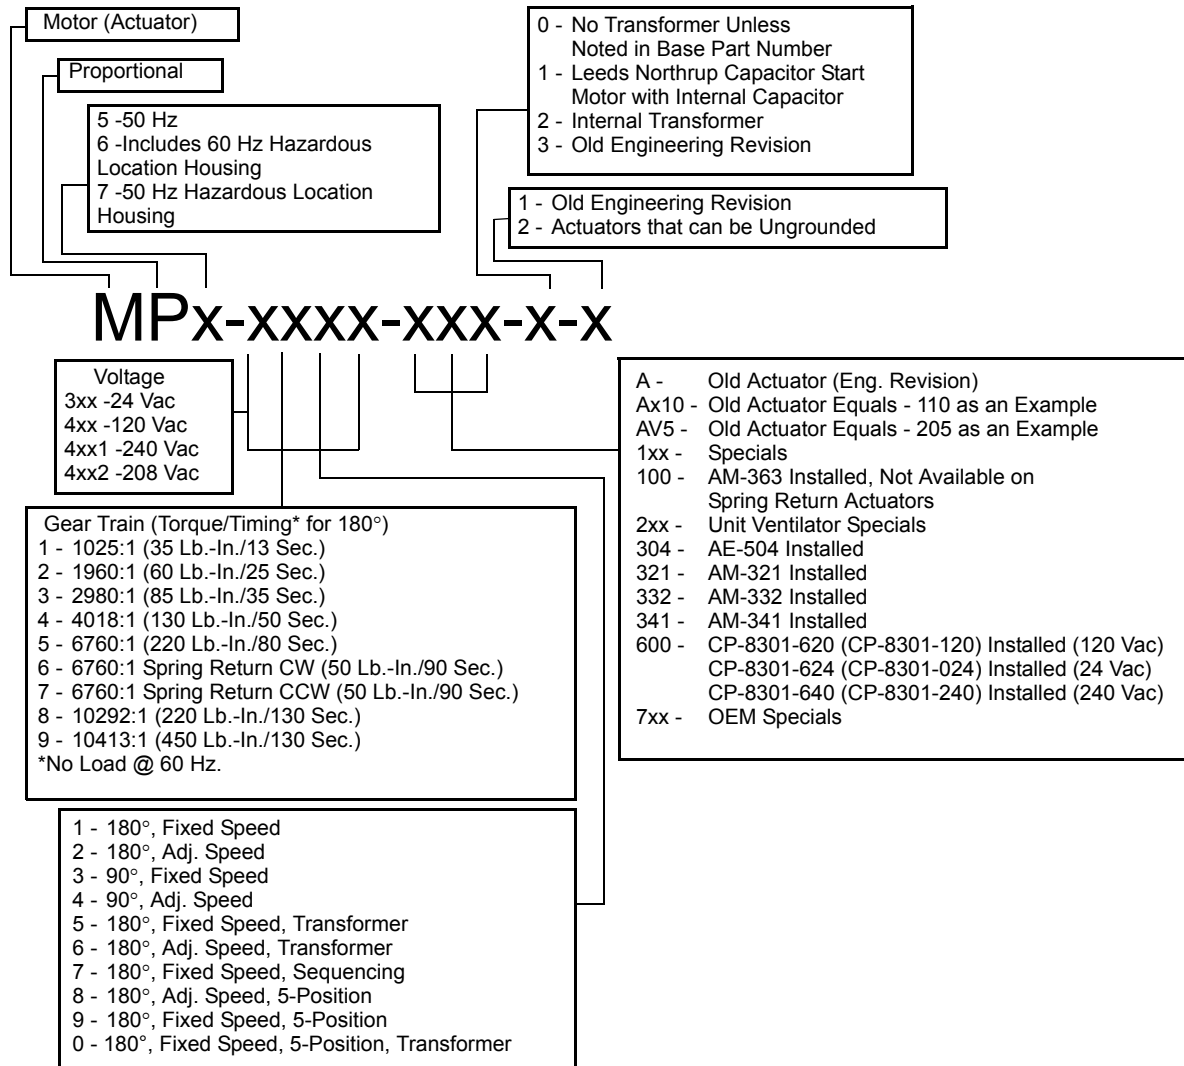 Motor (Actuator)
Proportional
5 -50 Hz
6 -Includes 60 Hz Hazardous
Location Housing
7 -50 Hz Hazardous Location
Housing
0 - No Transformer Unless
Noted in Base Part Number
1 - Leeds Northrup Capacitor Start
Motor with Internal Capacitor
2 - Internal Transformer
3 - Old Engineering Revision
1 - Old Engineering Revision
2 - Actuators that can be Ungrounded
MPx-xxxx-xxx-x-x
Voltage
3xx -24 Vac
4xx -120 Vac
4xx1 -240 Vac
4xx2 -208 Vac
Gear Train (Torque/Timing* for 180°)
1 - 1025:1 (35 Lb.-In./13 Sec.)
2 - 1960:1 (60 Lb.-In./25 Sec.)
3 - 2980:1 (85 Lb.-In./35 Sec.)
4 - 4018:1 (130 Lb.-In./50 Sec.)
5 - 6760:1 (220 Lb.-In./80 Sec.)
6 - 6760:1 Spring Return CW (50 Lb.-In./90 Sec.)
7 - 6760:1 Spring Return CCW (50 Lb.-In./90 Sec.)
8 - 10292:1 (220 Lb.-In./130 Sec.)
9 - 10413:1 (450 Lb.-In./130 Sec.)
*No Load @ 60 Hz.
A - Old Actuator (Eng. Revision)
Ax10 - Old Actuator Equals - 110 as an Example
AV5 - Old Actuator Equals - 205 as an Example
1xx - Specials
100 - AM-363 Installed, Not Available on
Spring Return Actuators
2xx - Unit Ventilator Specials
304 - AE-504 Installed
321 - AM-321 Installed
332 - AM-332 Installed
341 - AM-341 Installed
600 - CP-8301-620 (CP-8301-120) Installed (120 Vac)
CP-8301-624 (CP-8301-024) Installed (24 Vac)
CP-8301-640 (CP-8301-240) Installed (240 Vac)
7xx - OEM Specials
1 - 180°, Fixed Speed
2 - 180°, Adj. Speed
3 - 90°, Fixed Speed
4 - 90°, Adj. Speed
5 - 180°, Fixed Speed, Transformer
6 - 180°, Adj. Speed, Transformer
7 - 180°, Fixed Speed, Sequencing
8 - 180°, Adj. Speed, 5-Position
9 - 180°, Fixed Speed, 5-Position
0 - 180°, Fixed Speed, 5-Position, Transformer